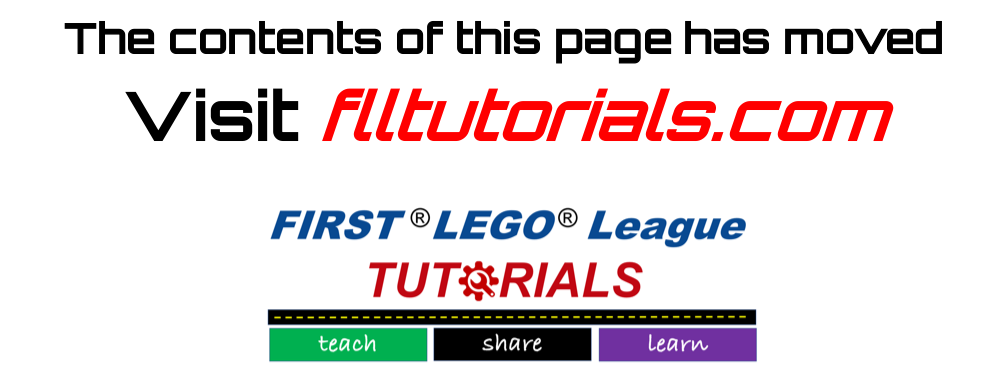 The contents of this page has moved
Visit flltutorials.com
FIRST® LEGO® League
TUTORIALS
teach share learn